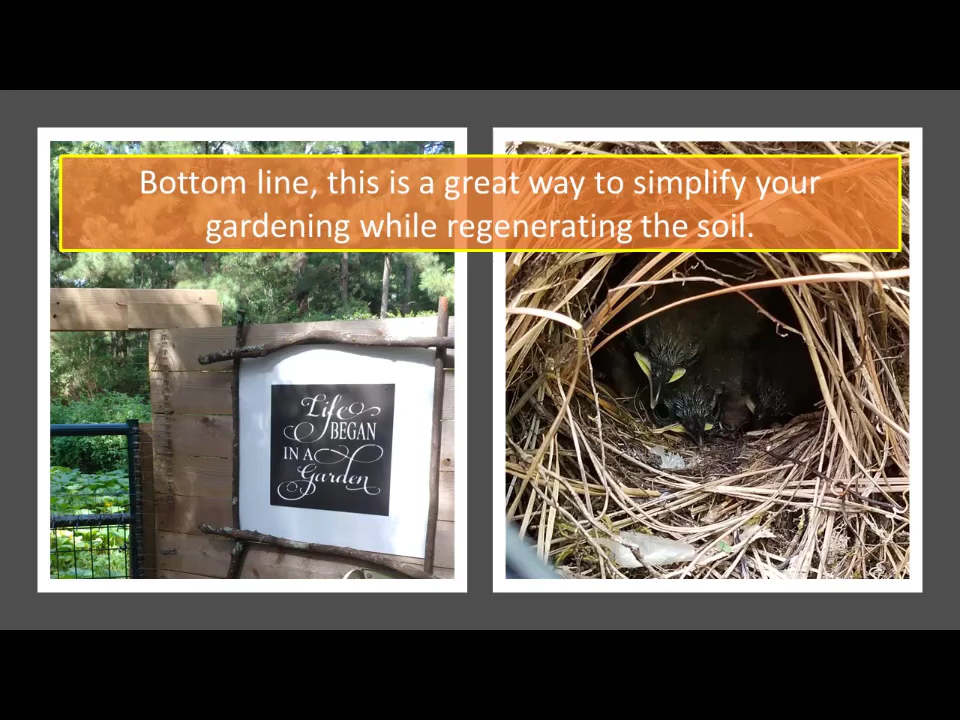 Bottom line, this is a great way to simplify your
gardening while regenerating the soil.
Life
BEGAN
IN A
Garden